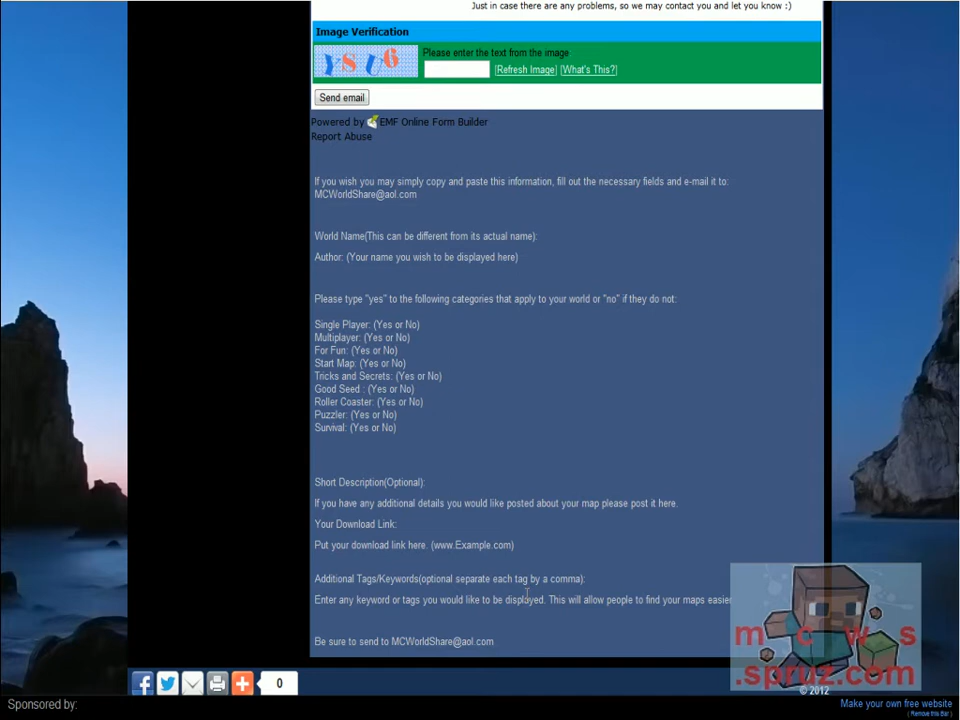 Just in case there are any problems, so we may contact you and let you know :)
Image Verification
Please enter the text from the image
YSU6
[Refresh Image] [What's This?]
Send email
Powered by EMF Online Form Builder
Report Abuse
If you wish you may simply copy and paste this information, fill out the necessary fields and e-mail it to:
MCWorldShare@aol.com
World Name(This can be different from its actual name):
Author: (Your name you wish to be displayed here)
Please type "yes" to the following categories that apply to your world or "no" if they do not:
Single Player: (Yes or No)
Multiplayer: (Yes or No)
For Fun: (Yes or No)
Start Map: (Yes or No)
Tricks and Secrets: (Yes or No)
Good Seed : (Yes or No)
Roller Coaster: (Yes or No)
Puzzler: (Yes or No)
Survival: (Yes or No)
Short Description(Optional):
If you have any additional details you would like posted about your map please post it here.
Your Download Link:
Put your download link here. (www.Example.com)
Additional Tags/Keywords(optional separate each tag by a comma):
Enter any keyword or tags you would like to be displayed. This will allow people to find your maps easier
Be sure to send to MCWorldShare@aol.com
m c w s
.spruz.com
0
© 2012
Sponsored by:
Make your own free website
( Remove this Bar )